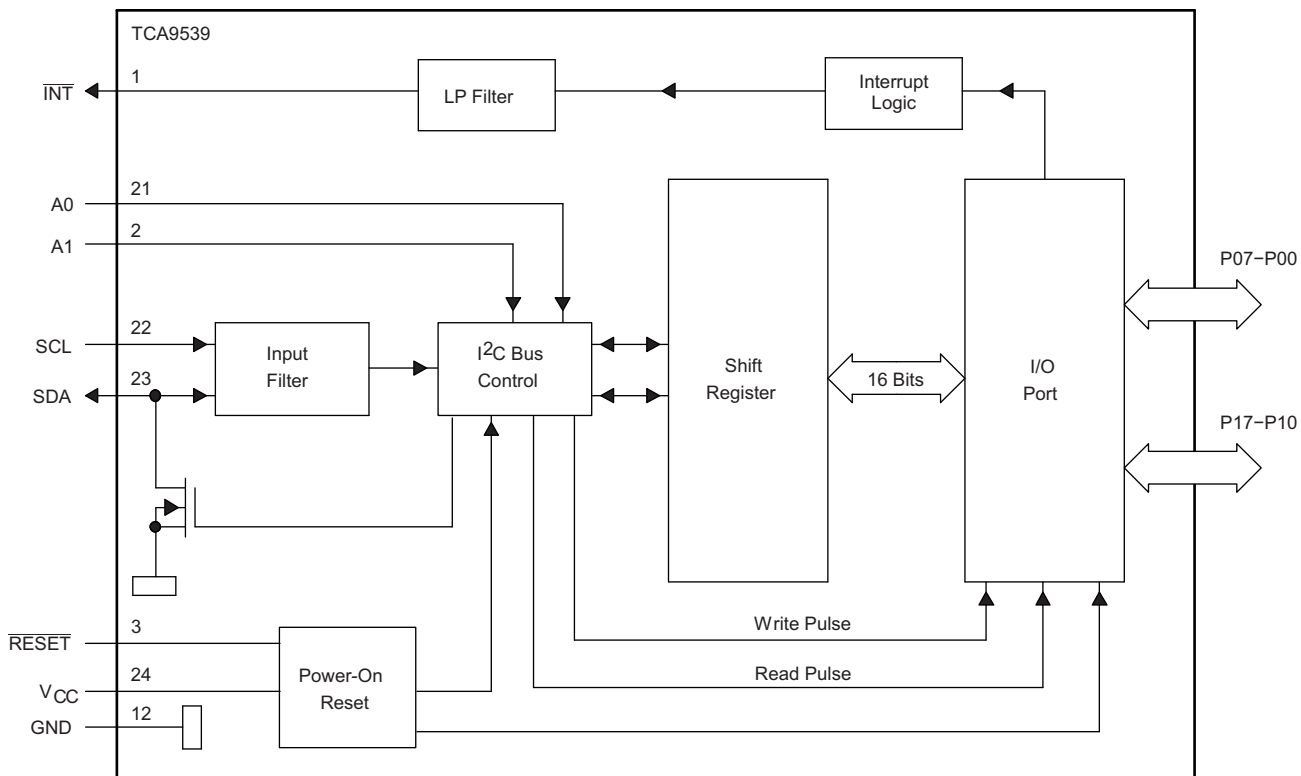 TCA9539
INT
1
LP Filter
Interrupt
Logic
A0
21
A1
2
SCL
22
SDA
23
Input
Filter
I2C Bus
Control
Shift
Register
16 Bits
I/O
Port
P07−P00
P17−P10
RESET
3
VCC
24
GND
12
Power-On
Reset
Write Pulse
Read Pulse